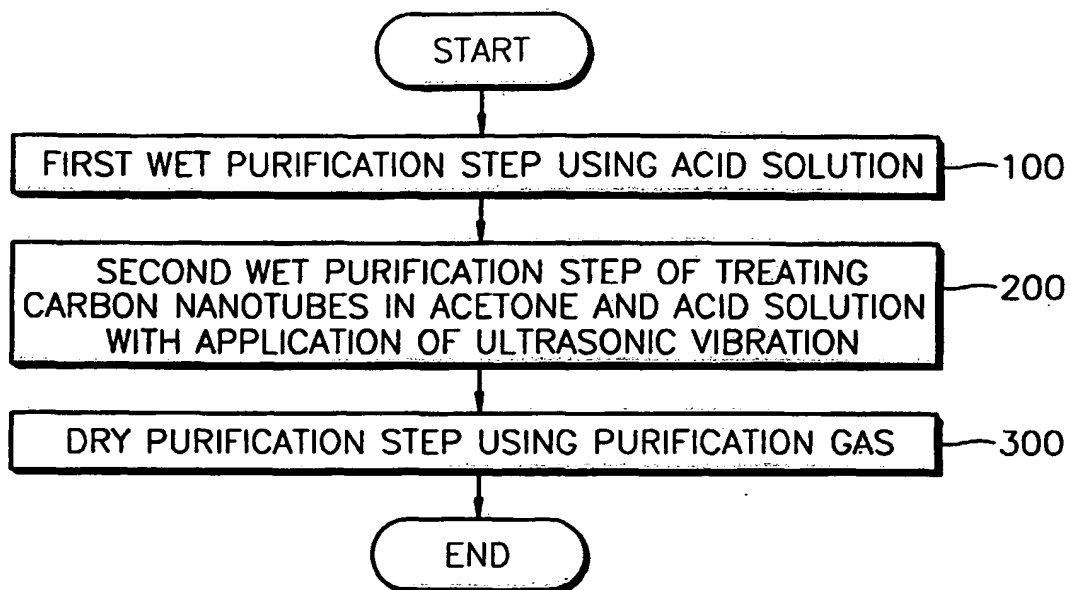 START
FIRST WET PURIFICATION STEP USING ACID SOLUTION
100
SECOND WET PURIFICATION STEP OF TREATING
CARBON NANOTUBES IN ACETONE AND ACID SOLUTION
WITH APPLICATION OF ULTRASONIC VIBRATION
200
DRY PURIFICATION STEP USING PURIFICATION GAS
300
END